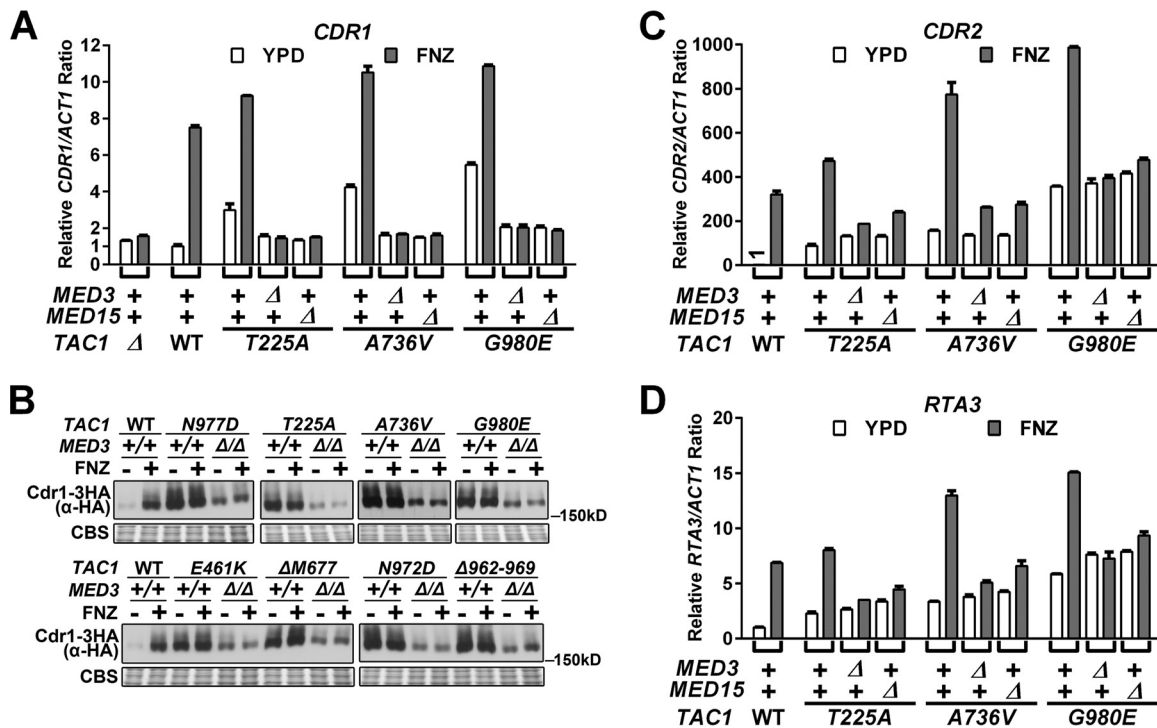 A
CDR1
YPD FNZ
Relative CDR1/ACT1 Ratio
12
10
8
6
4
2
1
0
MED3 + + + Δ + + Δ + + Δ +
MED15 + + + + Δ + + Δ + + Δ
TAC1 Δ WT T225A A736V G980E
B
TAC1 WT N977D T225A A736V G980E
MED3 +/+ +/+ Δ/Δ +/+ Δ/Δ +/+ Δ/Δ +/+ Δ/Δ
FNZ - + - + - + - + - + - + - + - + - +
Cdr1-3HA
(α-HA)
–150kD
CBS
TAC1 WT E461K ΔM677 N972D Δ962-969
MED3 +/+ +/+ Δ/Δ +/+ Δ/Δ +/+ Δ/Δ +/+ Δ/Δ
FNZ - + - + - + - + - + - + - + - + - +
Cdr1-3HA
(α-HA)
–150kD
CBS
C
CDR2
YPD FNZ
Relative CDR2/ACT1 Ratio
1000
800
600
400
200
0
1
MED3 + + Δ + + Δ + + Δ +
MED15 + + + Δ + + Δ + + Δ
TAC1 WT T225A A736V G980E
D
RTA3
YPD FNZ
Relative RTA3/ACT1 Ratio
20
15
10
5
1
0
MED3 + + Δ + + Δ + + Δ +
MED15 + + + Δ + + Δ + + Δ
TAC1 WT T225A A736V G980E